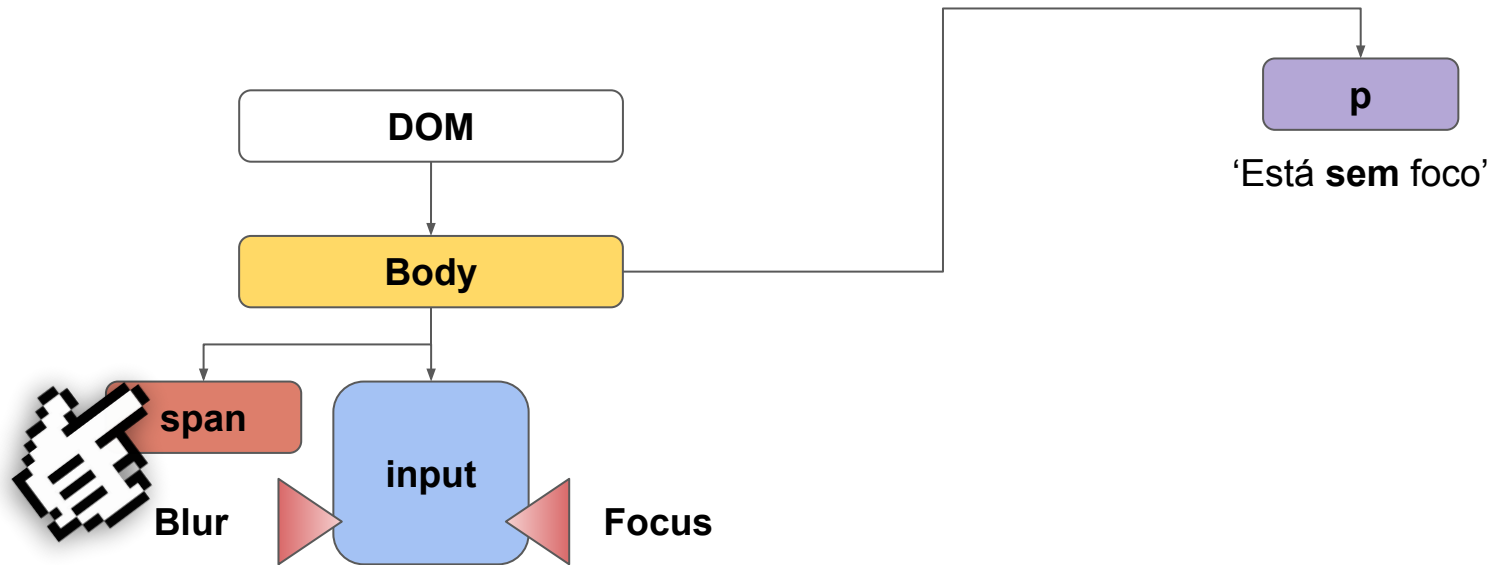 DOM
p
‘Está sem foco’
Body
span
input
Blur
Focus